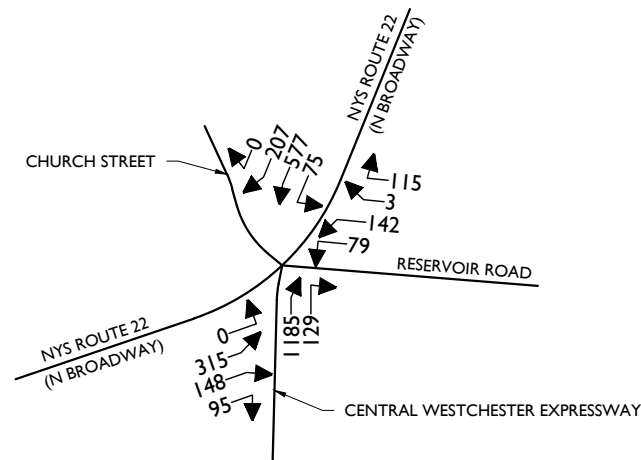 NYS ROUTE 22
(N BROADWAY)
0
207
577
75
CHURCH STREET
115
3
142
79
RESERVOIR ROAD
NYS ROUTE 22
(N BROADWAY)
0
315
148
95
1185
129
CENTRAL WESTCHESTER EXPRESSWAY